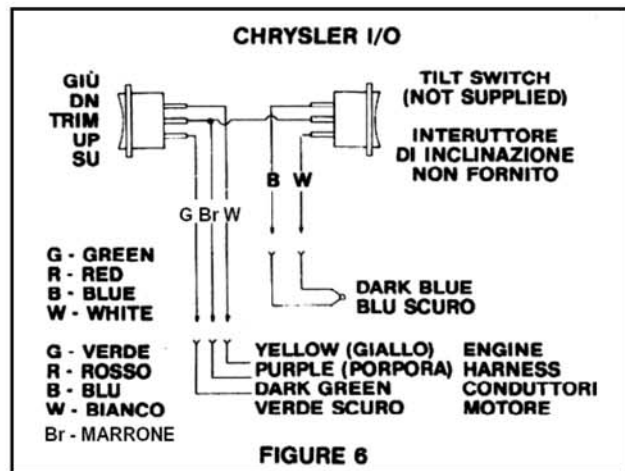 CHRYSLER I/O
GIÙ
DN
TRIM
UP
SU
TILT SWITCH
(NOT SUPPLIED)
INTERUTTORE
DI INCLINAZIONE
NON FORNITO
B W
G Br W
G - GREEN
R - RED
B - BLUE
W - WHITE
DARK BLUE
BLU SCURO
G - VERDE
R - ROSSO
B - BLU
W - BIANCO
Br - MARRONE
YELLOW (GIALLO) ENGINE
PURPLE (PORPORA) HARNESS
DARK GREEN CONDUTTORI
VERDE SCURO MOTORE
FIGURE 6